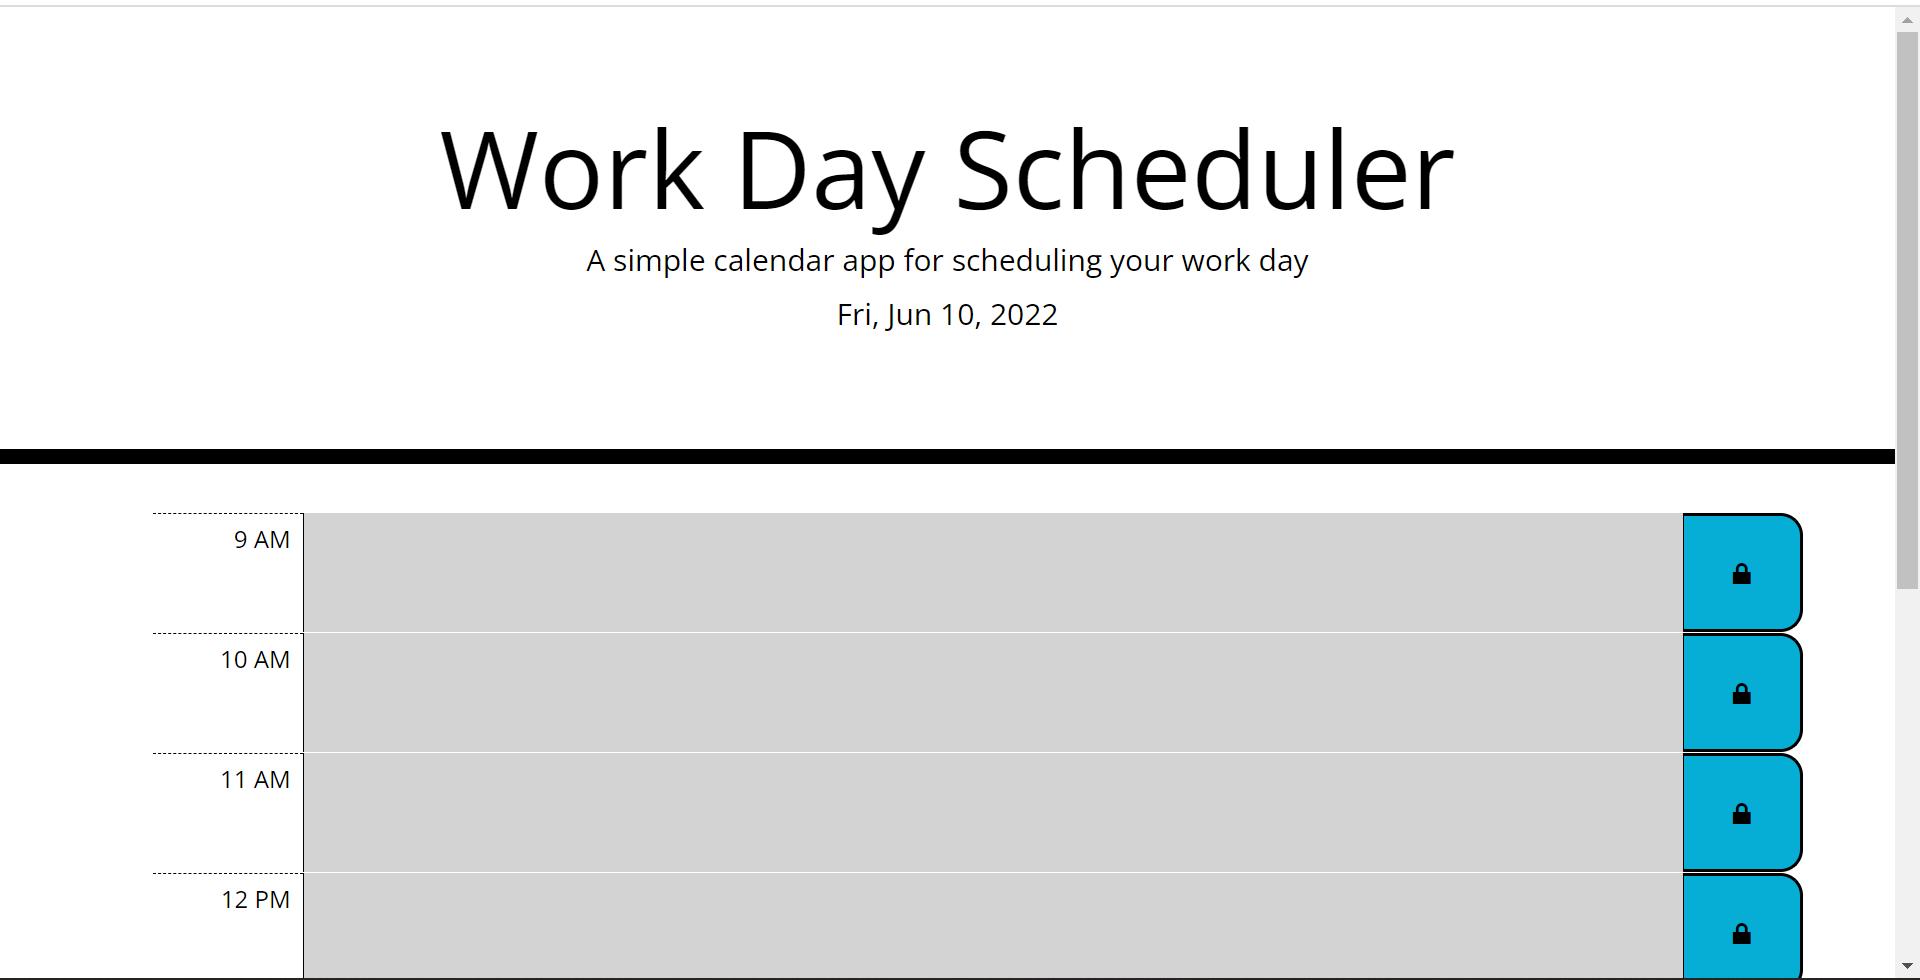 Work Day Scheduler
A simple calendar app for scheduling your work day
Fri, Jun 10, 2022
9 AM
10 AM
11 AM
12 PM